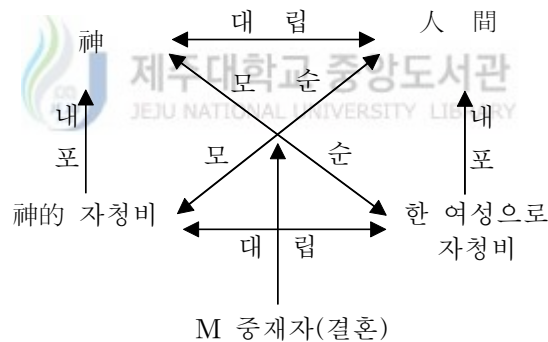 대 립
神 人 間
제주대학교 중앙도서관
모 순
JEJU NATIONAL UNIVERSITY LIBRARY
내 내
포 모 순 포
神的 자청비 한 여성으로
대 립 자청비
M 중재자(결혼)